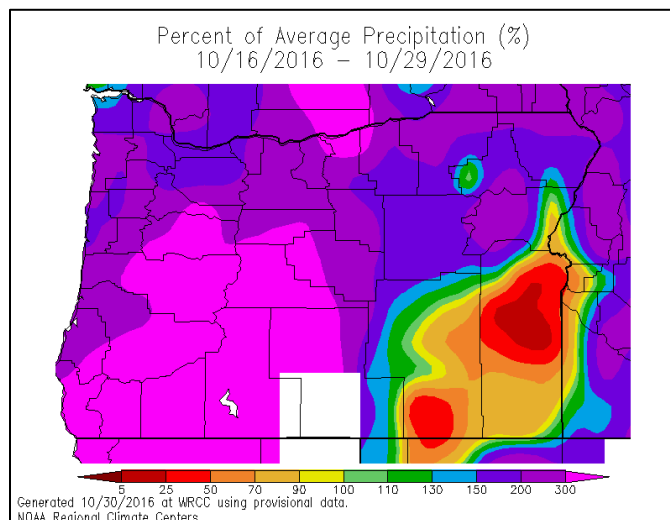 Percent of Average Precipitation (%)
10/16/2016 – 10/29/2016
5 25 50 70 90 100 110 130 150 200 300
Generated 10/30/2016 at WRCC using provisional data.
NOAA Regional Climate Centers